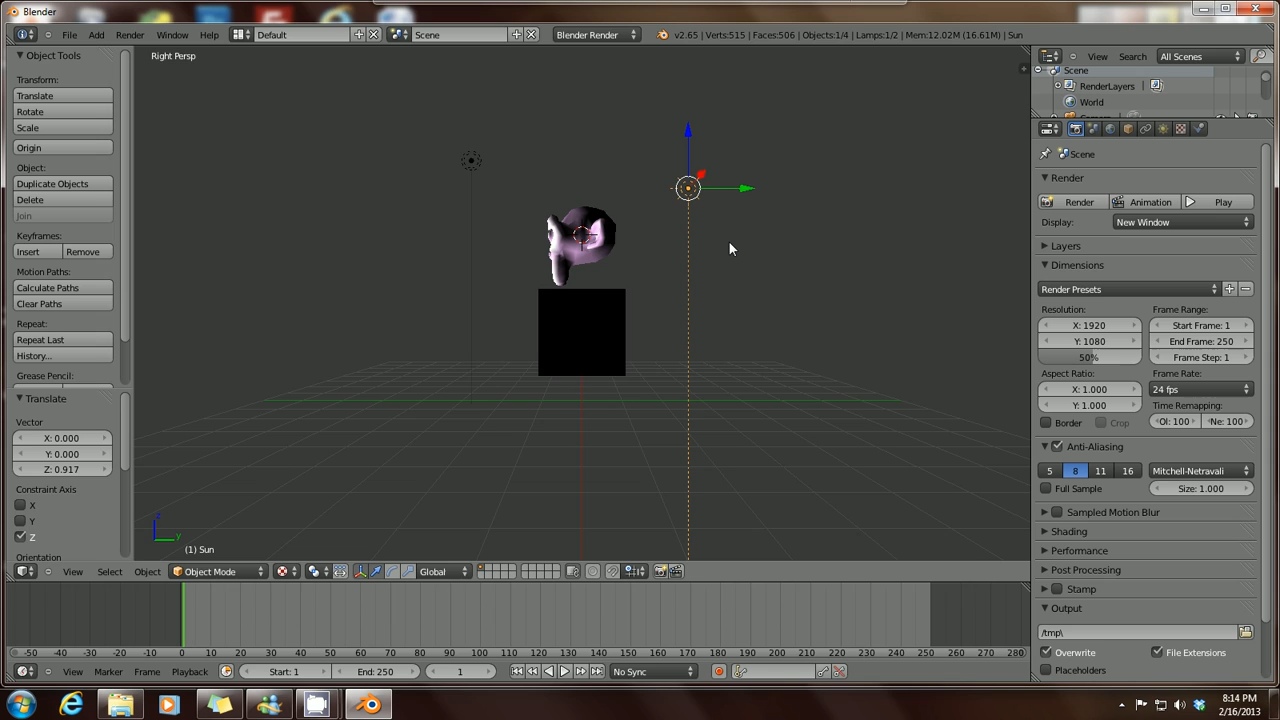 Blender
File Add Render Window Help Default Scene Blender Render v2.65 | Verts:515 | Faces:506 | Objects:1/4 | Lamps:1/2 | Mem:12.02M (16.61M) | Sun
Object Tools
Transform:
Translate
Rotate
Scale
Origin
Object:
Duplicate Objects
Delete
Join
Keyframes:
Insert Remove
Motion Paths:
Calculate Paths
Clear Paths
Repeat:
Repeat Last
History...
Grease Pencil:
Translate
Vector
X: 0.000
Y: 0.000
Z: 0.917
Constraint Axis
X
Y
Z
Orientation
Right Persp
z
y
(1) Sun
View Select Object Object Mode Global
-50 -40 -30 -20 -10 0 10 20 30 40 50 60 70 80 90 100 110 120 130 140 150 160 170 180 190 200 210 220 230 240 250 260 270 280
View Marker Frame Playback Start: 1 End: 250 1 No Sync
View Search All Scenes
Scene
RenderLayers
World
Scene
Render
Render Animation Play
Display: New Window
Layers
Dimensions
Render Presets
Resolution: Frame Range:
X: 1920 Start Frame: 1
Y: 1080 End Frame: 250
50% Frame Step: 1
Aspect Ratio: Frame Rate:
X: 1.000 24 fps
Y: 1.000 Time Remapping:
Border Crop Ol: 100 Ne: 100
Anti-Aliasing
5 8 11 16 Mitchell-Netravali
Full Sample Size: 1.000
Sampled Motion Blur
Shading
Performance
Post Processing
Stamp
Output
/tmp\
Overwrite File Extensions
Placeholders
8:14 PM
2/16/2013